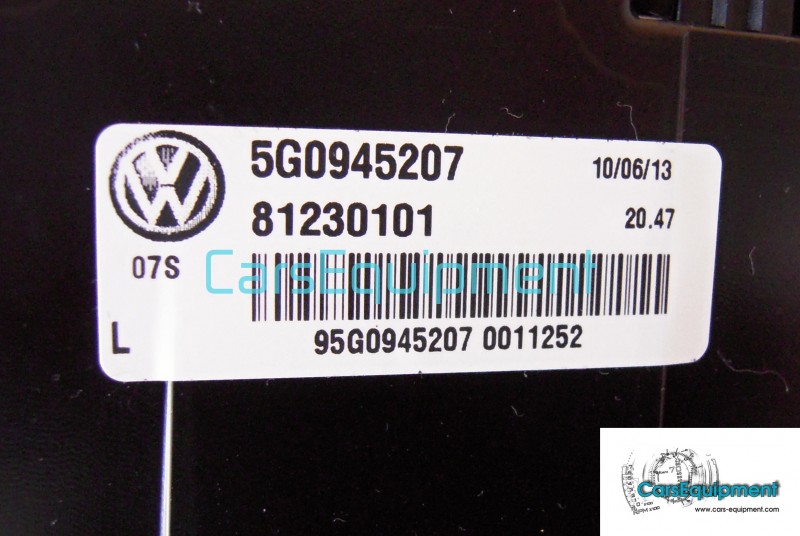 5G0945207
10/06/13
81230101
20.47
07S
CarsEquipment
95G0945207 0011252
L
CarsEquipment
www.cars-equipment.com